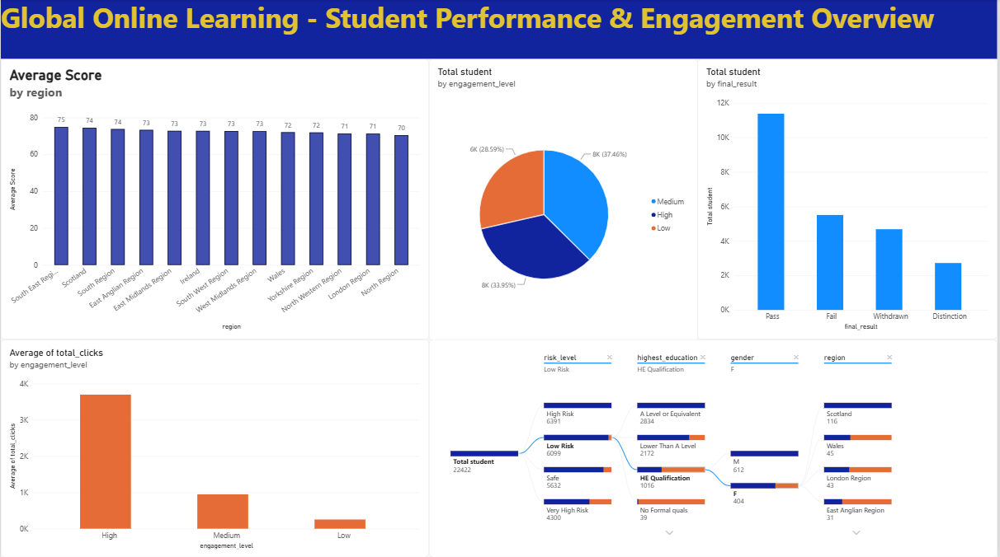 Global Online Learning - Student Performance & Engagement Overview
Average Score
by region
80
60
40
20
0
Average Score
75
74
74
73
73
73
73
73
72
72
71
71
70
South East Regi...
Scotland
South Region
East Anglian Region
East Midlands Region
Ireland
South West Region
West Midlands Region
Wales
Yorkshire Region
North Western Region
London Region
North Region
region
Total student
by engagement_level
6K (28.59%)
8K (37.46%)
8K (33.95%)
Medium
High
Low
Total student
by final_result
12K
10K
8K
6K
4K
2K
0K
Total student
Pass
Fail
Withdrawn
Distinction
final_result
Average of total_clicks
by engagement_level
4K
3K
2K
1K
0K
Average of total_clicks
High
Medium
Low
engagement_level
risk_level
Low Risk
highest_education
HE Qualification
gender
F
region
Total student
22422
High Risk
6391
Low Risk
6099
Safe
5632
Very High Risk
4300
A Level or Equivalent
2834
Lower Than A Level
2172
HE Qualification
1016
No Formal quals
39
M
612
F
404
Scotland
116
Wales
45
London Region
43
East Anglian Region
31